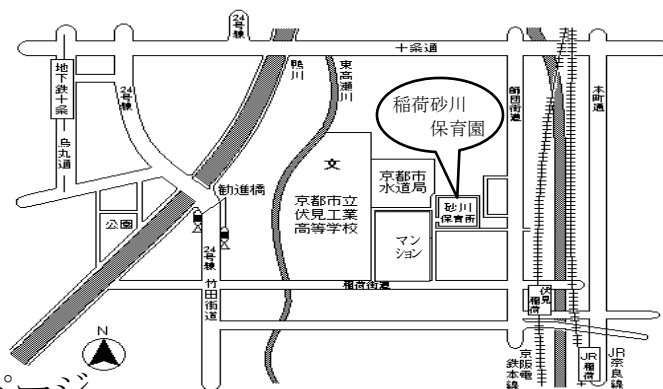 24号線
十条通
地下鉄十条
烏丸通
24号線
鴨川
東高瀬川
師団街道
本町通
稲荷砂川
保育園
文
京都市立
伏見工業
高等学校
京都市
水道局
砂川
保育所
マンション
勧進橋
公園
24号線
竹田街道
稲荷街道
伏見稲荷
N
京阪電鉄本線
JR
稲荷
JR奈良線
ページ